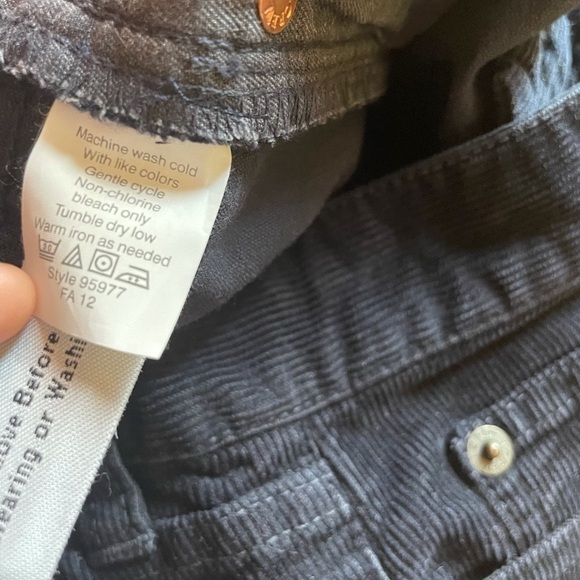 Machine wash cold
With like colors
Gentle cycle
Non-chlorine
bleach only
Tumble dry low
Warm iron as needed
Style 95977
FA 12
Before
earing or Washi